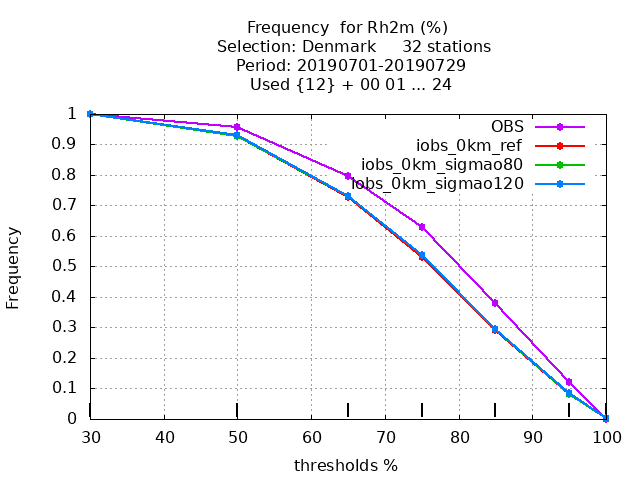 Frequency for Rh2m (%)
Selection: Denmark 32 stations
Period: 20190701-20190729
Used {12} + 00 01 ... 24
OBS
iobs_0km_ref
iobs_0km_sigmao80
iobs_0km_sigmao120
1
0.9
0.8
0.7
0.6
0.5
0.4
0.3
0.2
0.1
0
Frequency
30 40 50 60 70 80 90 100
thresholds %